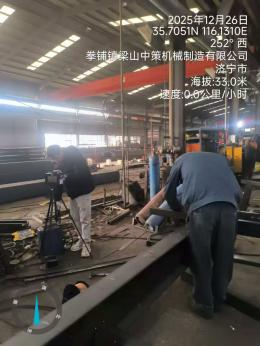 2025年12月26日
35.7051N 116.1310E
252° 西
拳铺镇梁山中策机械制造有限公司
济宁市
海拔:33.0米
速度:0.0公里/小时